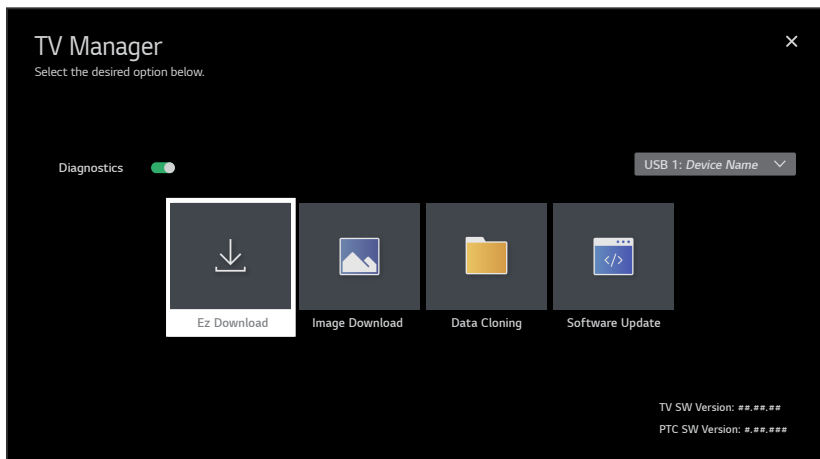 TV Manager
Select the desired option below.
Diagnostics
USB 1: Device Name
Ez Download
Image Download
Data Cloning
Software Update
TV SW Version: ##.##.##
PTC SW Version: #.##.###